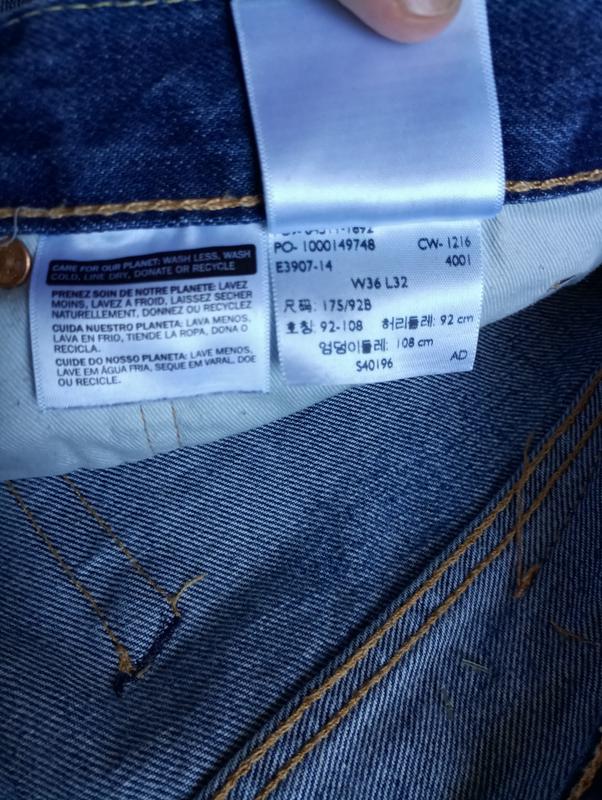 CARE FOR OUR PLANET: WASH LESS, WASH
COLD, LINE DRY, DONATE OR RECYCLE
PRENEZ SOIN DE NOTRE PLANETE: LAVEZ
MOINS, LAVEZ A FROID, LAISSEZ SECHER
NATURELLEMENT, DONNEZ OU RECYCLEZ
CUIDA NUESTRO PLANETA: LAVA MENOS,
LAVA EN FRIO, TIENDE LA ROPA, DONA O
RECICLA.
CUIDE DO NOSSO PLANETA: LAVE MENOS,
LAVE EM ÁGUA FRIA, SEQUE EM VARAL, DOE
OU RECICLE.
PO- 1000149748 CW- 1216
E3907-14 4001
W36 L32
尺码: 175/92B
호칭: 92-108 허리둘레: 92 cm
엉덩이둘레: 108 cm
S40196 AD